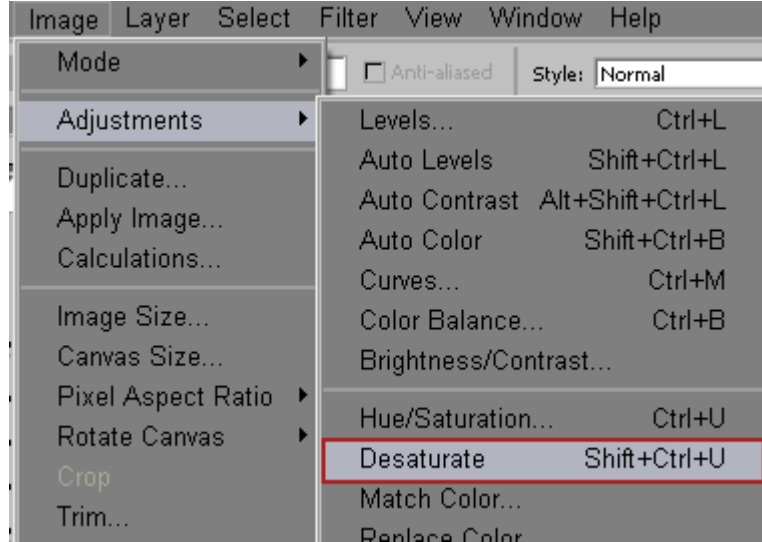 Image Layer Select Filter View Window Help
Anti-aliased Style: Normal
Mode
Adjustments
Duplicate...
Apply Image...
Calculations...
Image Size...
Canvas Size...
Pixel Aspect Ratio
Rotate Canvas
Crop
Trim...
Levels... Ctrl+L
Auto Levels Shift+Ctrl+L
Auto Contrast Alt+Shift+Ctrl+L
Auto Color Shift+Ctrl+B
Curves... Ctrl+M
Color Balance... Ctrl+B
Brightness/Contrast...
Hue/Saturation... Ctrl+U
Desaturate Shift+Ctrl+U
Match Color...
Replace Color